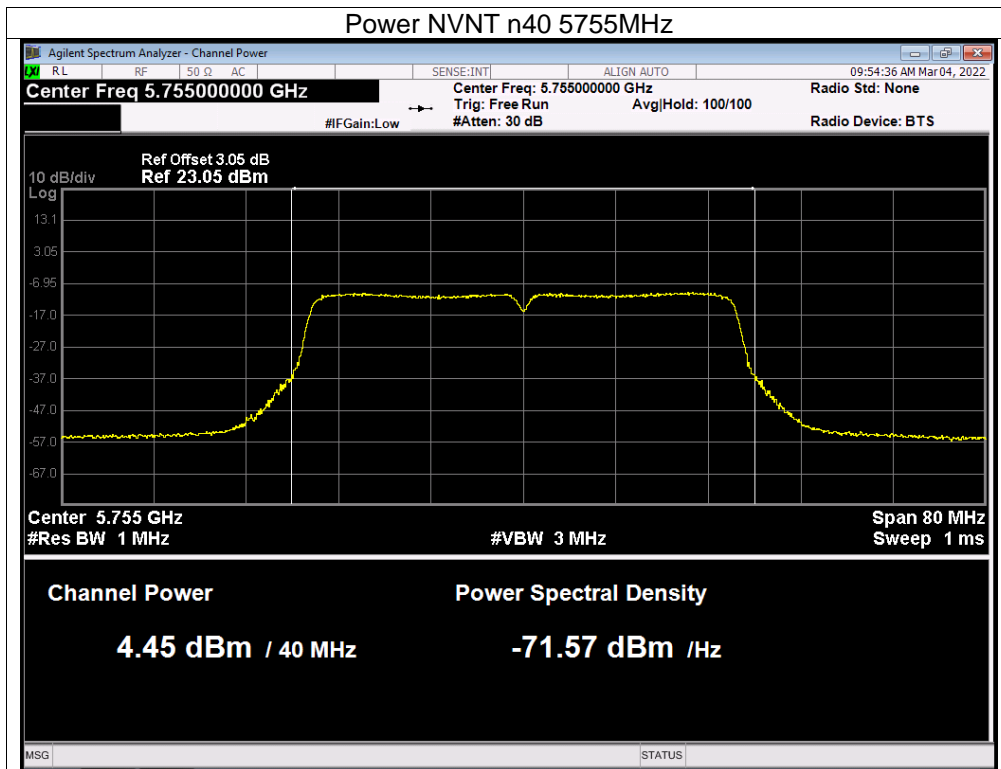 Power NVNT n40 5755MHz
Agilent Spectrum Analyzer - Channel Power
LXI RL RF 50 Ω AC SENSE:INT ALIGN AUTO 09:54:36 AM Mar 04, 2022
Center Freq 5.755000000 GHz Center Freq: 5.755000000 GHz Radio Std: None
Trig: Free Run Avg|Hold: 100/100
#IFGain:Low #Atten: 30 dB Radio Device: BTS
Ref Offset 3.05 dB
10 dB/div Ref 23.05 dBm
Log
13.1
3.05
-6.95
-17.0
-27.0
-37.0
-47.0
-57.0
-67.0
Center 5.755 GHz Span 80 MHz
#Res BW 1 MHz #VBW 3 MHz Sweep 1 ms
Channel Power Power Spectral Density
4.45 dBm / 40 MHz -71.57 dBm /Hz
MSG STATUS